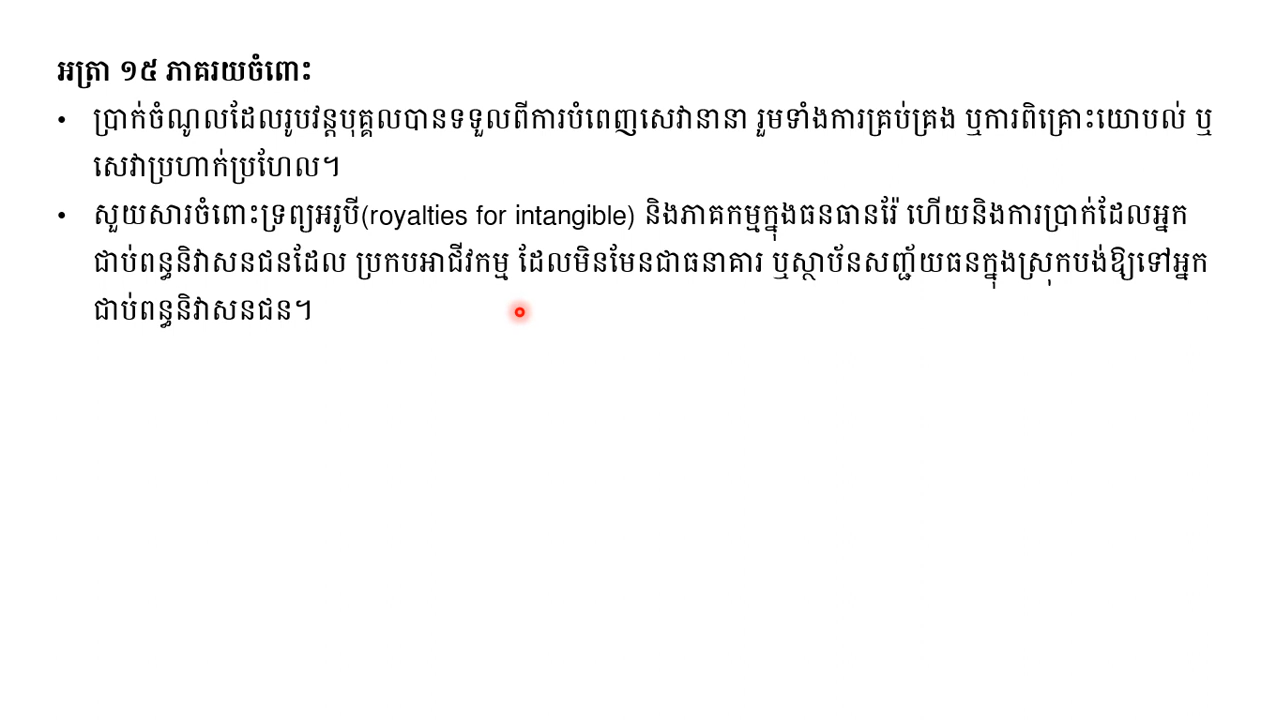 អត្រា ១៥ ភាគរយចំពោះ
• ប្រាក់ចំណូលដែលរូបវន្តបុគ្គលបានទទួលពីការបំពេញសេវានានា រួមទាំងការគ្រប់គ្រង ឬការពិគ្រោះយោបល់ ឬ
សេវាប្រហាក់ប្រហែល។
• សួយសារចំពោះទ្រព្យអរូបី(royalties for intangible) និងភាគកម្មក្នុងធនធានរ៉ែ ហើយនិងការប្រាក់ដែលអ្នក
ជាប់ពន្ធនិវាសនជនដែល ប្រកបអាជីវកម្ម ដែលមិនមែនជាធនាគារ ឬស្ថាប័នសញ្ជ័យធនក្នុងស្រុកបង់ឱ្យទៅអ្នក
ជាប់ពន្ធនិវាសនជន។